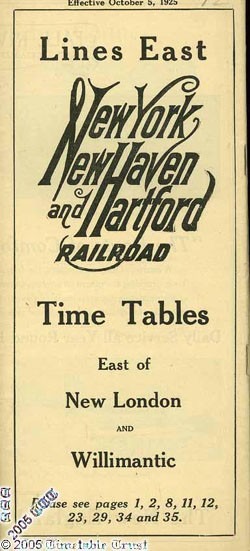 Effective October 5, 1925
Lines East
New York
New Haven
and Hartford
RAILROAD
Time Tables
East of
New London
AND
Willimantic
Please see pages 1, 2, 8, 11, 12,
23, 29, 34 and 35.
© 2005 Timetable Trust